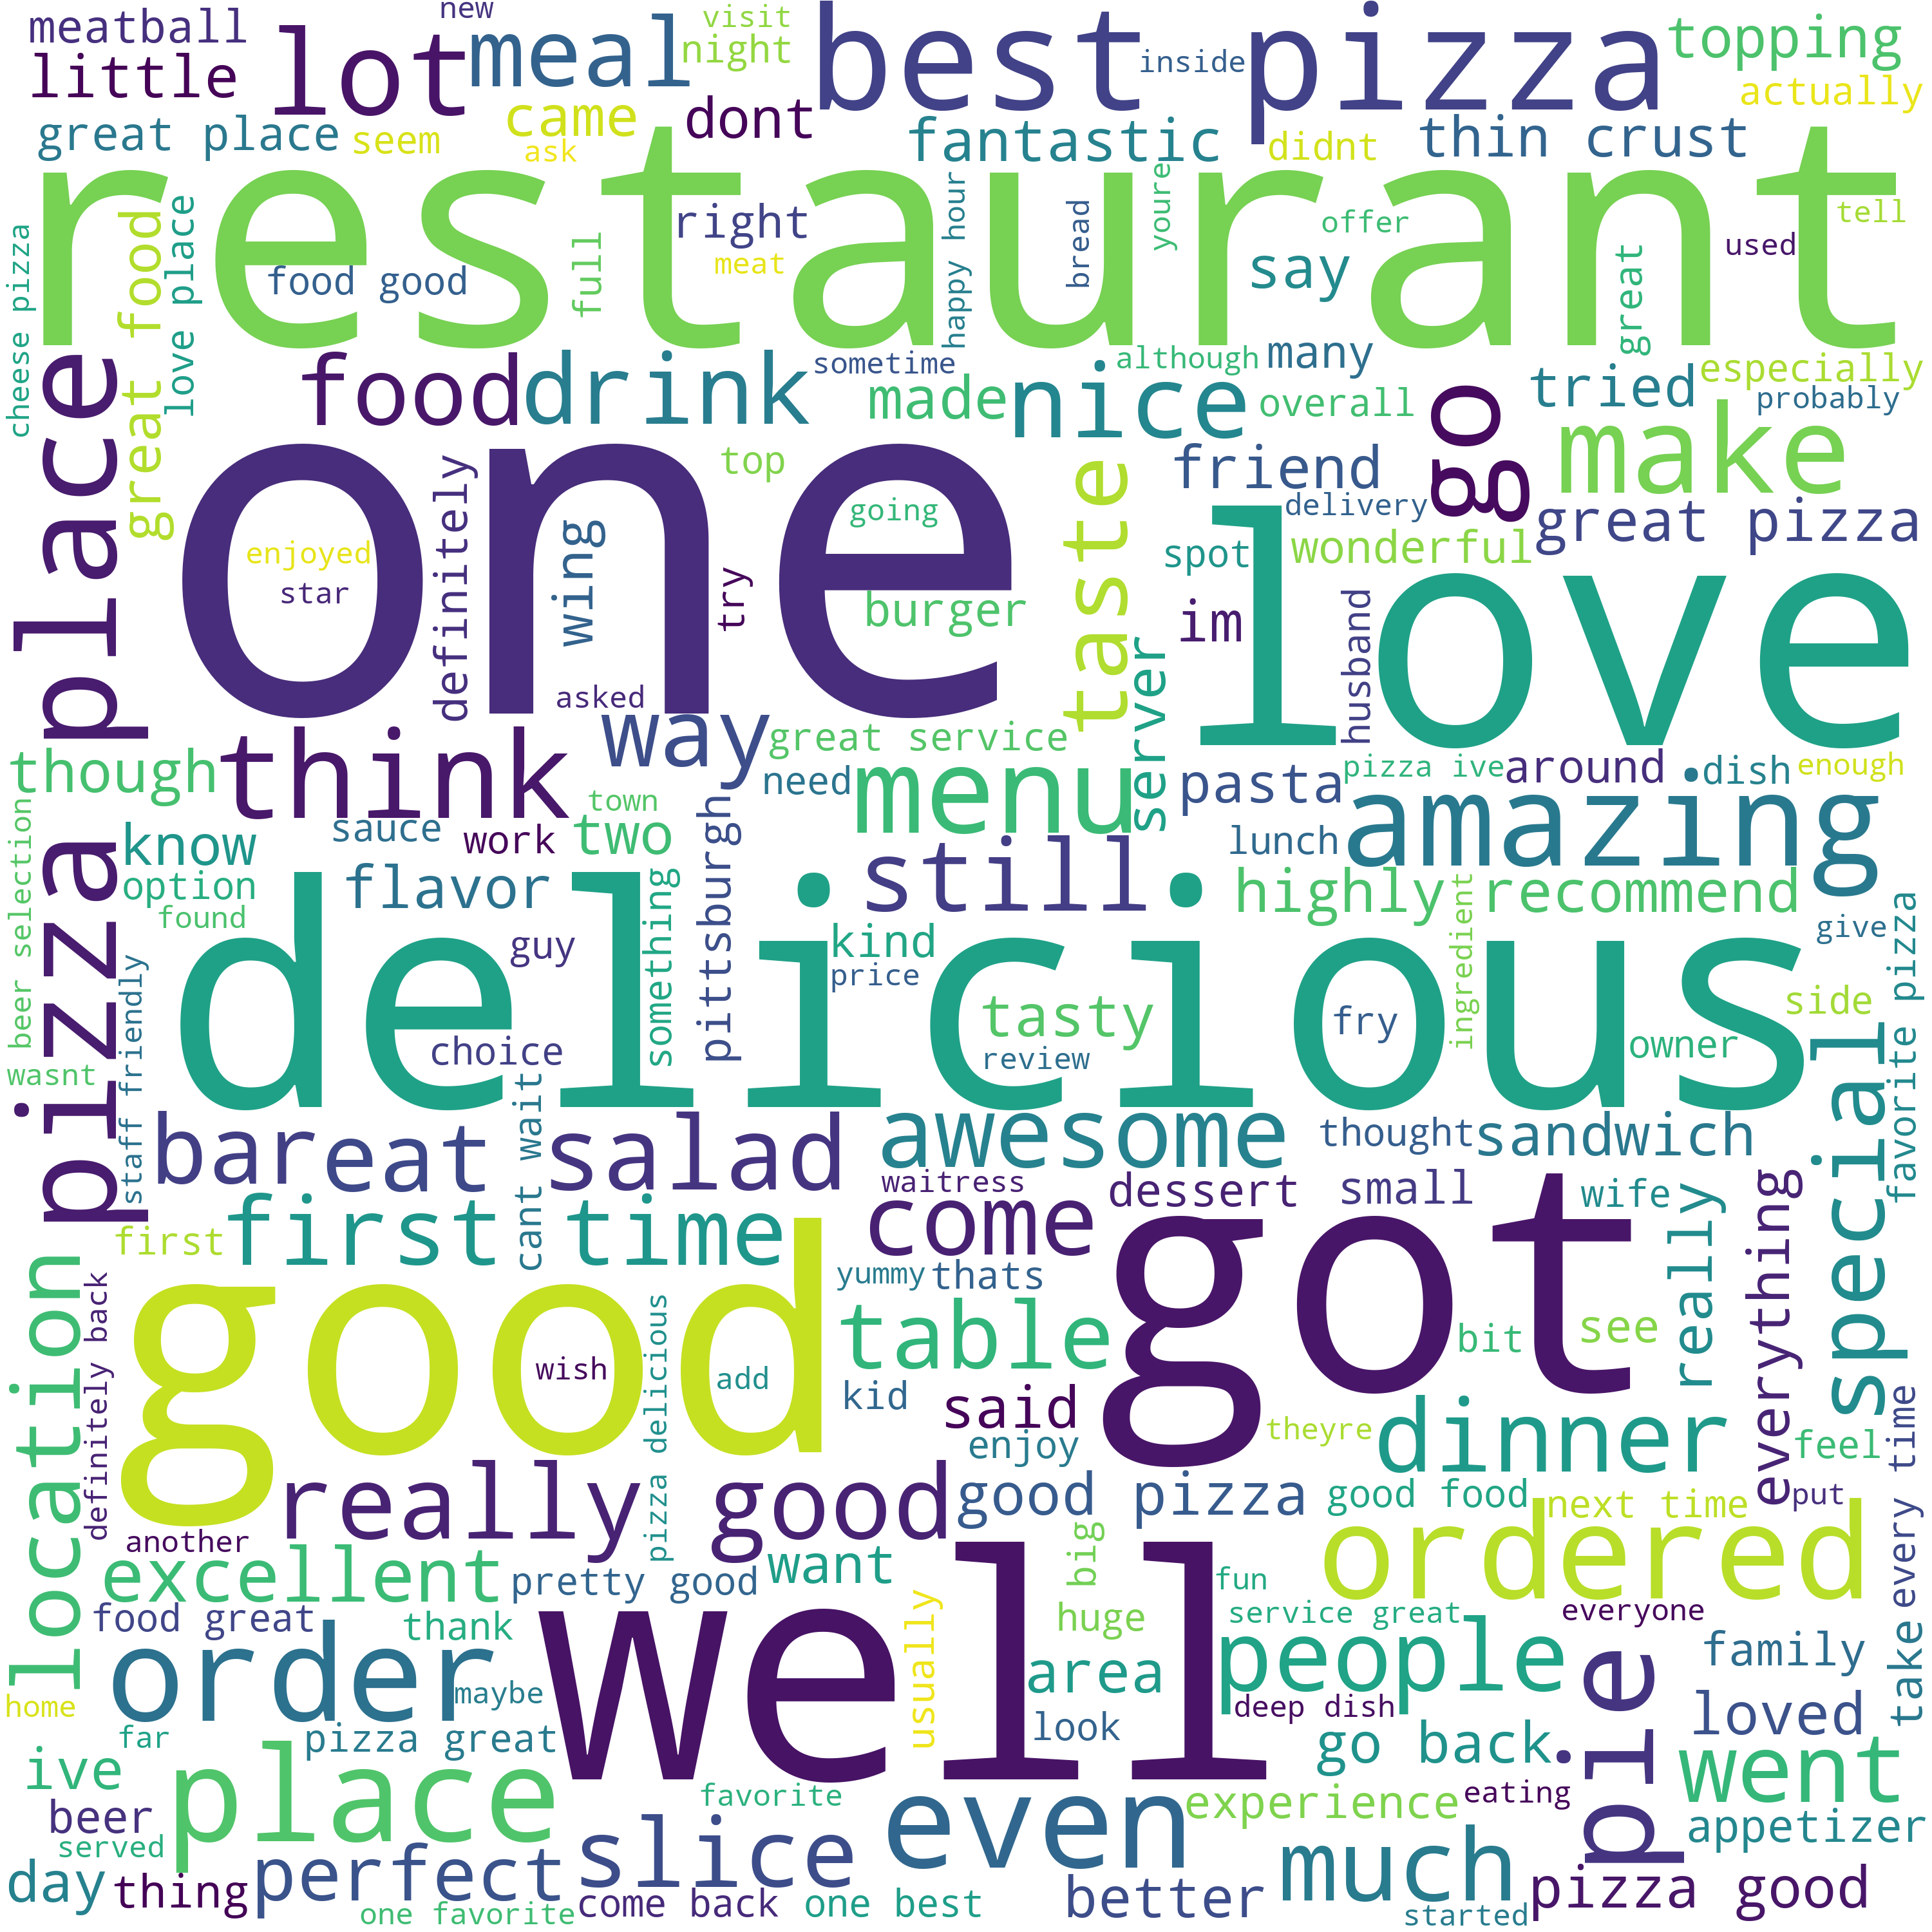 meatball
new
visit
night
little
lot
meal
best pizza
inside
topping
actually
great place
seem
came
ask
dont
fantastic
didnt
thin crust
restaurant
cheese pizza
great food
love place
food good
full
right
meat
happy hour
bread
youre
offer
say
used
tell
great
pizza place
food
drink
sometime
made
nice
although
many
overall
go
tried
especially
probably
make
one
definitely
top
wing
try
going
burger
enjoyed
star
asked
taste
friend
delivery
spot
wonderful
great pizza
im
husband
love
server
though
think
way
great service
need
menu
pasta
pizza ive
around
dish
enough
beer selection
know
option
found
sauce
work
town
two
flavor
guy
something
pittsburgh
still
kind
price
lunch
amazing
highly recommend
ingredient
give
favorite pizza
delicious
choice
tasty
review
fry
owner
side
wasnt
staff friendly
special
bar
eat
cant wait
salad
awesome
thought
sandwich
waitress
dessert
small
wife
first
first time
come
really
everything
location
definitely back
good
wish
add
pizza delicious
yummy
thats
table
got
bit
see
kid
said
enjoy
theyre
dinner
feel
every time
another
really good
good pizza
good food
next time
put
excellent
pretty good
want
big
fun
ordered
food great
thank
well
usually
huge
service great
everyone
order
maybe
area
people
pie
family
take
home
far
pizza great
look
deep dish
loved
ive
place
favorite
even
go back
experience
eating
went
beer
served
slice
appetizer
day
thing
perfect
come back
one best
better
much
pizza good
one favorite
started